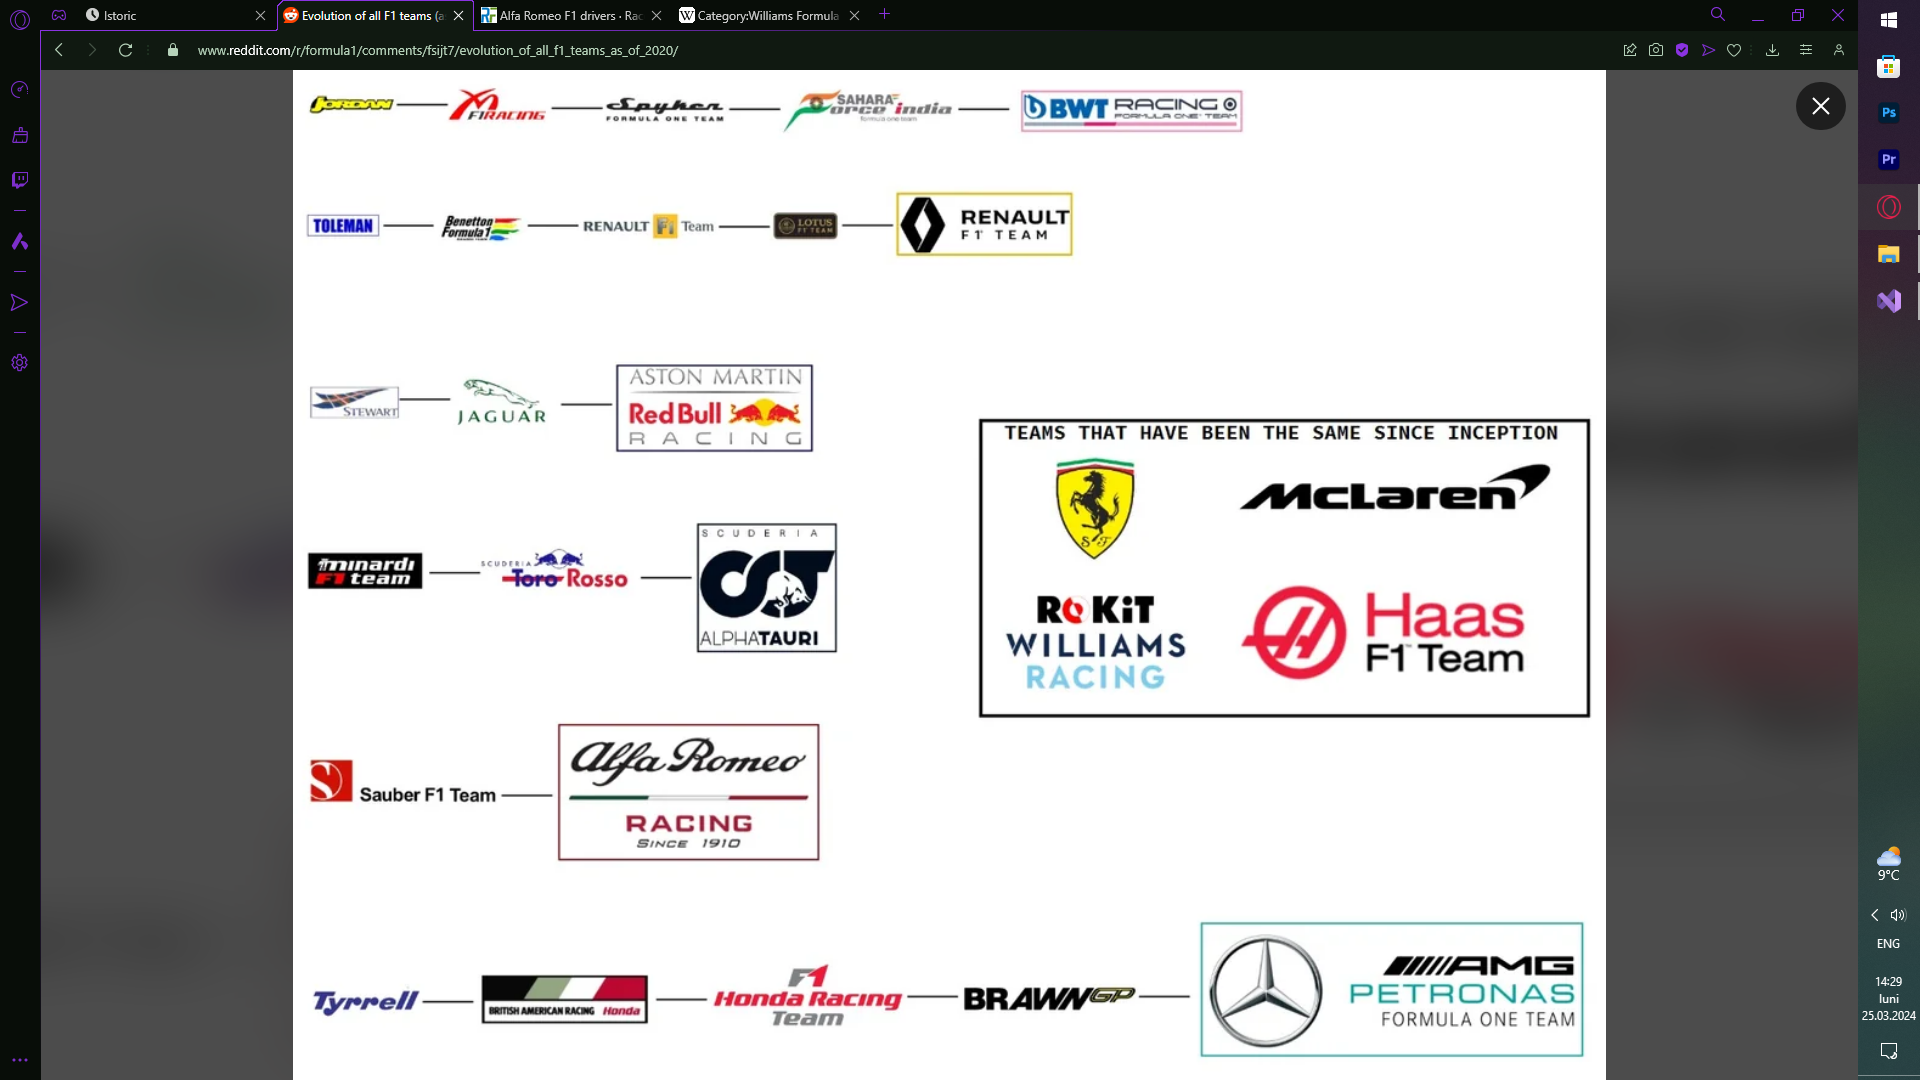 Istoric
Evolution of all F1 teams (a
Alfa Romeo F1 drivers · Rac
Category:Williams Formula
www.reddit.com/r/formula1/comments/fsijt7/evolution_of_all_f1_teams_as_of_2020/
Ps
Pr
JORDAN
F1RACING
Spyker
FORMULA ONE TEAM
SAHARA
Force india
formula one team
BWT RACING
FORMULA ONE TEAM
TOLEMAN
Benetton
Formula 1
RENAULT F1 Team
LOTUS
F1 TEAM
RENAULT
F1 TEAM
STEWART
JAGUAR
ASTON MARTIN
Red Bull
RACING
TEAMS THAT HAVE BEEN THE SAME SINCE INCEPTION
S F
McLaren
ROKiT
WILLIAMS
RACING
Haas
F1 Team
minardi
F1 team
SCUDERIA
Toro Rosso
SCUDERIA
ALPHATAURI
Sauber F1 Team
Alfa Romeo
RACING
SINCE 1910
Tyrrell
BRITISH AMERICAN RACING Honda
F1
Honda Racing
Team
BRAWN GP
AMG
PETRONAS
FORMULA ONE TEAM
9°C
ENG
14:29
luni
25.03.2024